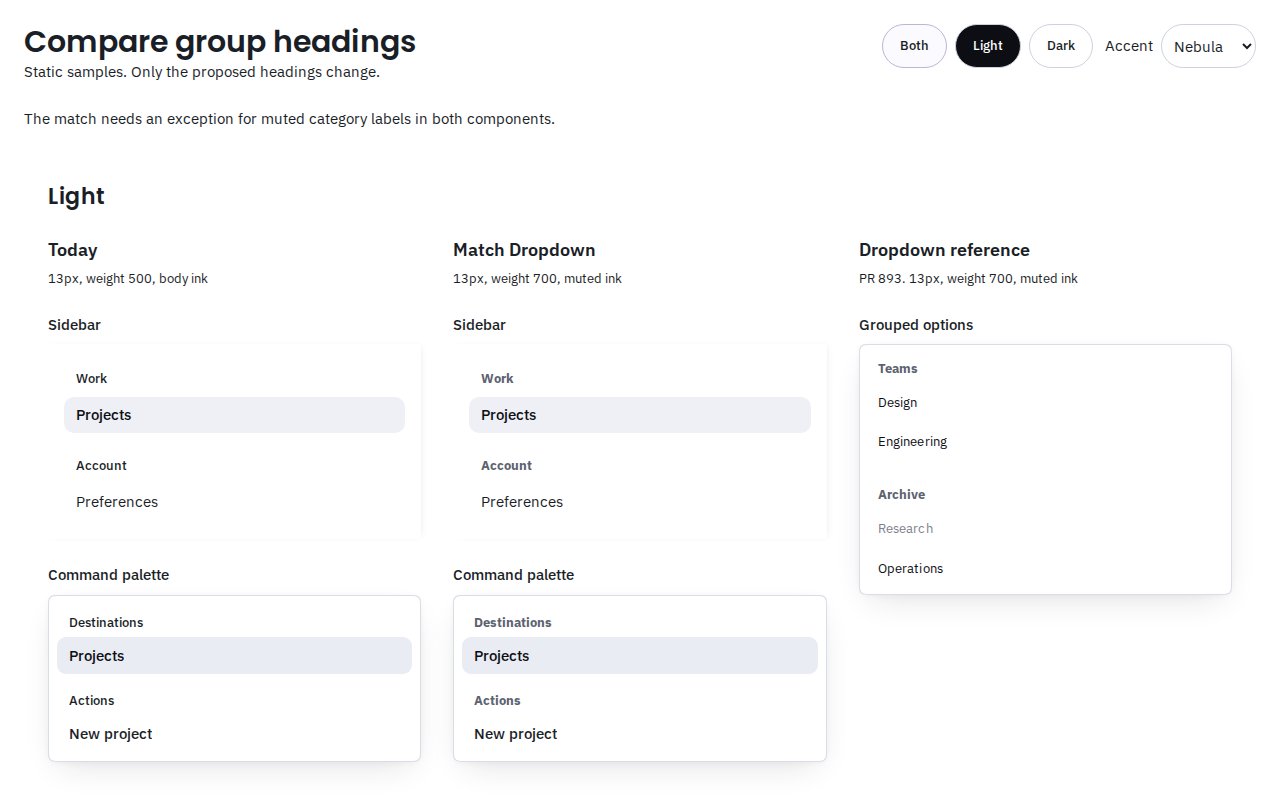 Compare group headings
Static samples. Only the proposed headings change.
Both
Light
Dark
Accent
Nebula
The match needs an exception for muted category labels in both components.
Light
Today
13px, weight 500, body ink
Sidebar
Work
Projects
Account
Preferences
Command palette
Destinations
Projects
Actions
New project
Match Dropdown
13px, weight 700, muted ink
Sidebar
Work
Projects
Account
Preferences
Command palette
Destinations
Projects
Actions
New project
Dropdown reference
PR 893. 13px, weight 700, muted ink
Grouped options
Teams
Design
Engineering
Archive
Research
Operations